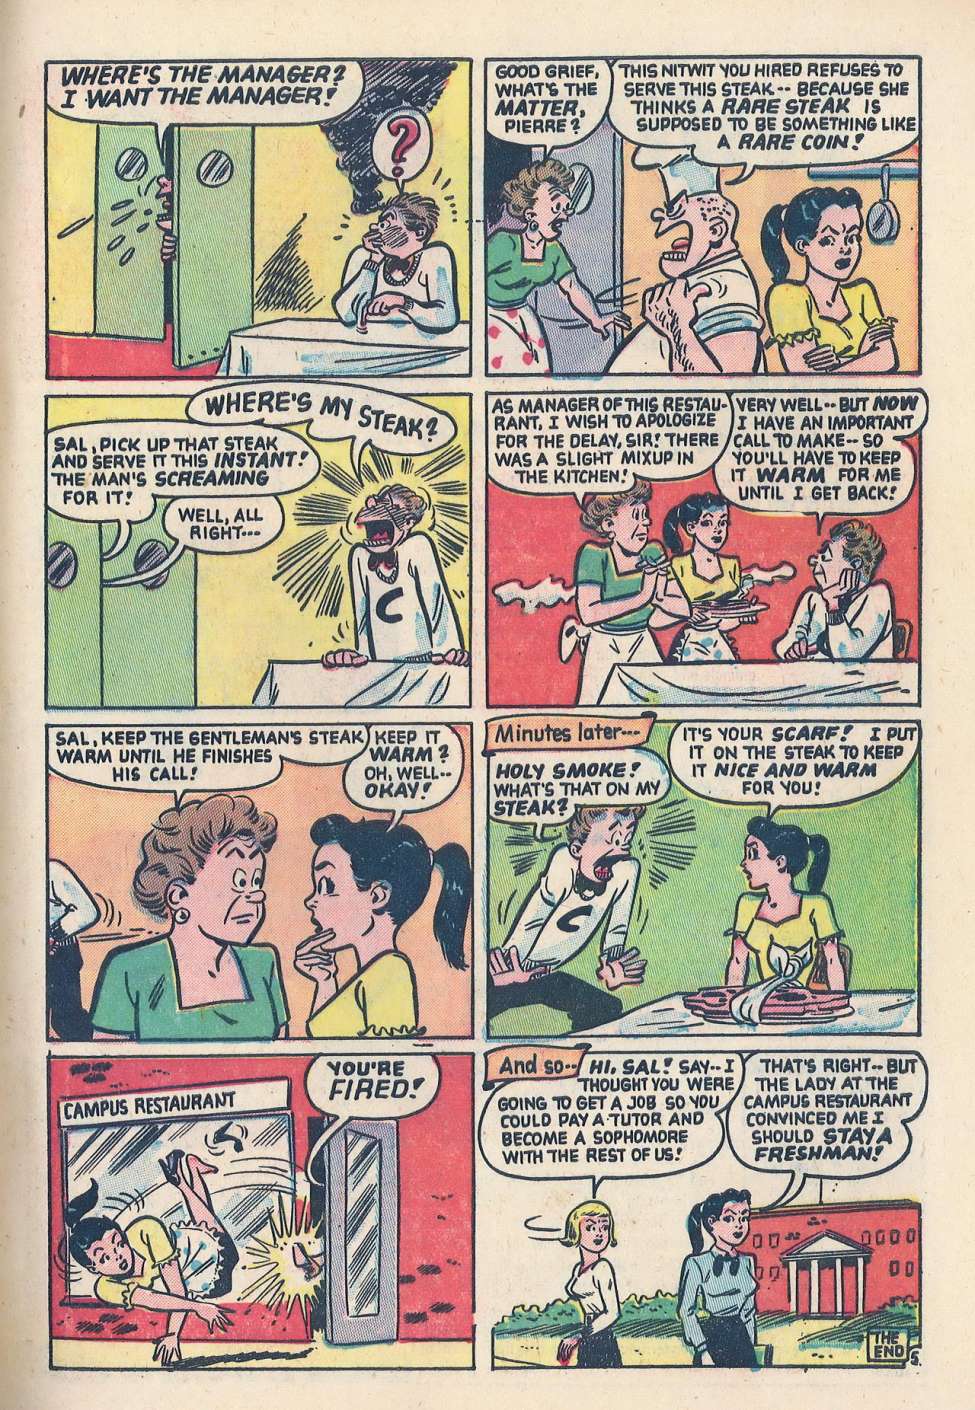 WHERE'S THE MANAGER?
I WANT THE MANAGER!
?
GOOD GRIEF,
WHAT'S THE
MATTER,
PIERRE?
THIS NITWIT YOU HIRED REFUSES TO
SERVE THIS STEAK-- BECAUSE SHE
THINKS A RARE STEAK IS
SUPPOSED TO BE SOMETHING LIKE
A RARE COIN!
WHERE'S MY STEAK?
SAL, PICK UP THAT STEAK
AND SERVE IT THIS INSTANT!
THE MAN'S SCREAMING
FOR IT!
WELL, ALL
RIGHT---
C
AS MANAGER OF THIS RESTAU-
RANT, I WISH TO APOLOGIZE
FOR THE DELAY, SIR! THERE
WAS A SLIGHT MIXUP IN
THE KITCHEN!
VERY WELL-- BUT NOW
I HAVE AN IMPORTANT
CALL TO MAKE-- SO
YOU'LL HAVE TO KEEP
IT WARM FOR ME
UNTIL I GET BACK!
SAL, KEEP THE GENTLEMAN'S STEAK
WARM UNTIL HE FINISHES
HIS CALL!
KEEP IT
WARM?
OH, WELL--
OKAY!
Minutes later---
HOLY SMOKE!
WHAT'S THAT ON MY
STEAK?
IT'S YOUR SCARF! I PUT
IT ON THE STEAK TO KEEP
IT NICE AND WARM
FOR YOU!
C
YOU'RE
FIRED!
CAMPUS RESTAURANT
And so--
HI, SAL! SAY-- I
THOUGHT YOU WERE
GOING TO GET A JOB SO YOU
COULD PAY A TUTOR AND
BECOME A SOPHOMORE
WITH THE REST OF US!
THAT'S RIGHT-- BUT
THE LADY AT THE
CAMPUS RESTAURANT
CONVINCED ME I
SHOULD STAY A
FRESHMAN!
THE
END
5